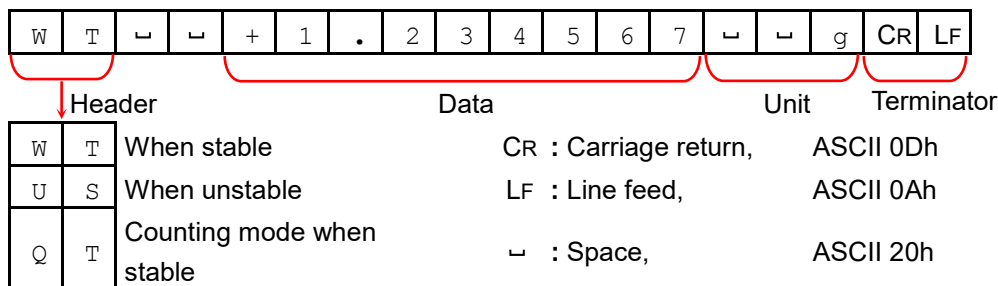 W T ␣ ␣ + 1 . 2 3 4 5 6 7 ␣ ␣ g CR LF
Header Data Unit Terminator
W T When stable CR : Carriage return, ASCII 0Dh
U S When unstable LF : Line feed, ASCII 0Ah
Q T Counting mode when
stable ␣ : Space, ASCII 20h